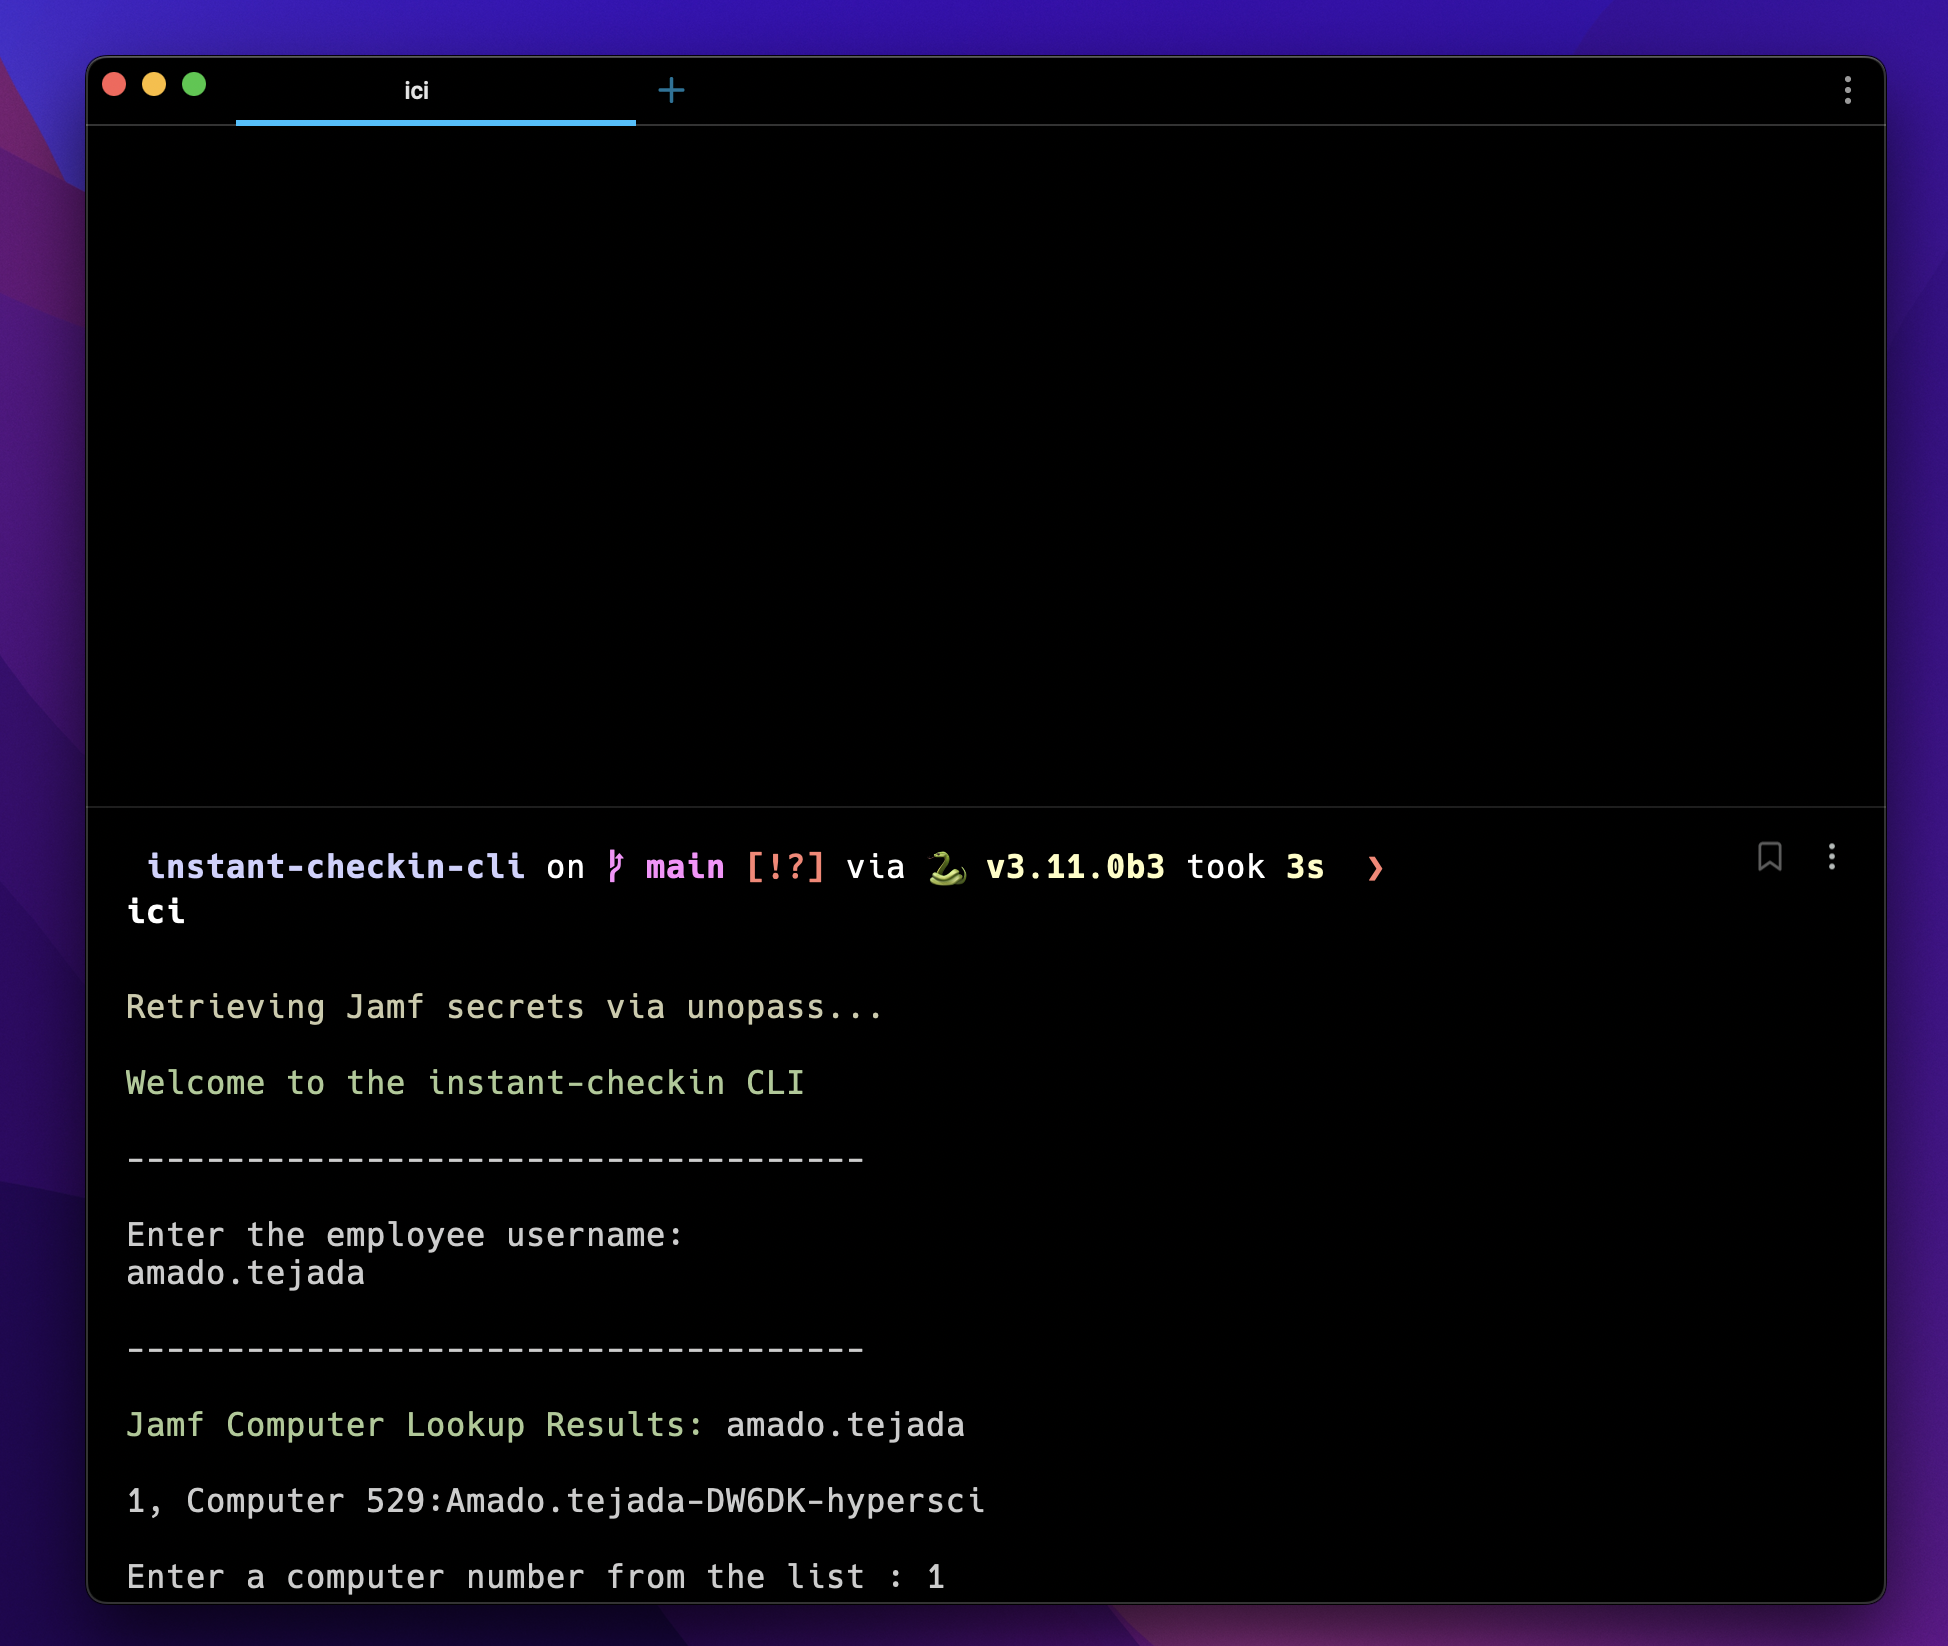 ici
instant-checkin-cli on main [!?] via 🐍 v3.11.0b3 took 3s ❯
ici
Retrieving Jamf secrets via unopass...
Welcome to the instant-checkin CLI
-------------------------------------
Enter the employee username:
amado.tejada
-------------------------------------
Jamf Computer Lookup Results: amado.tejada
1, Computer 529:Amado.tejada-DW6DK-hypersci
Enter a computer number from the list : 1